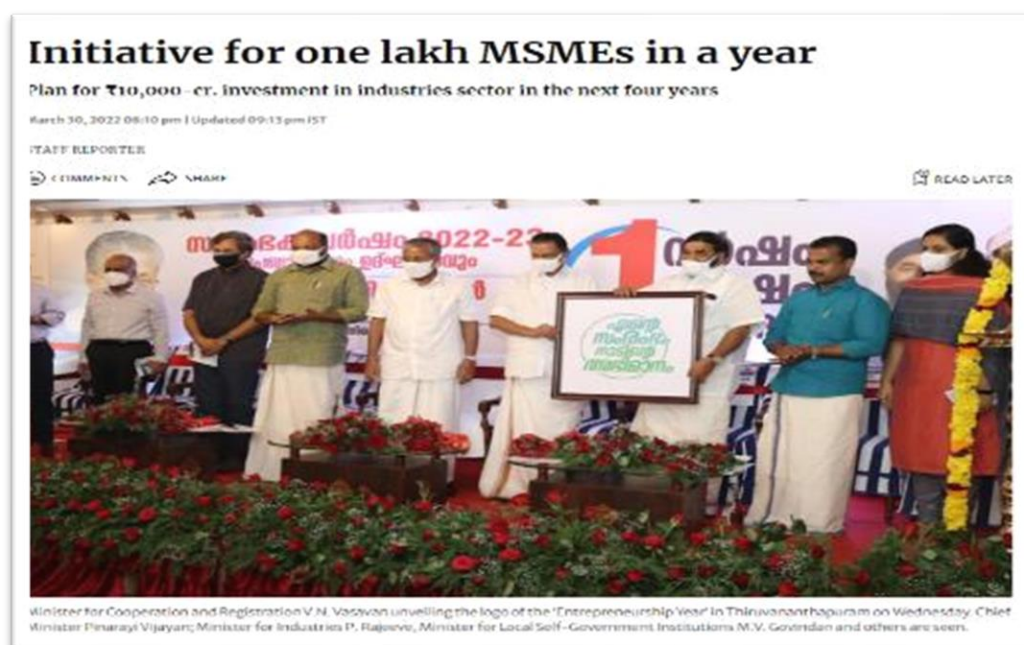 Initiative for one lakh MSMEs in a year
Plan for ₹10,000-cr. investment in industries sector in the next four years
March 30, 2022 08:10 pm | Updated 09:13 pm IST
STAFF REPORTER
COMMENTS SHARE READ LATER
2022-23
1 വർഷം
എന്റെ
സംരംഭം
നാടിന്റെ
അഭിമാനം
Minister for Cooperation and Registration V.N. Vasavan unveiling the logo of the 'Entrepreneurship Year' in Thiruvananthapuram on Wednesday. Chief
Minister Pinarayi Vijayan; Minister for Industries P. Rajeeve, Minister for Local Self-Government Institutions M.V. Govindan and others are seen.